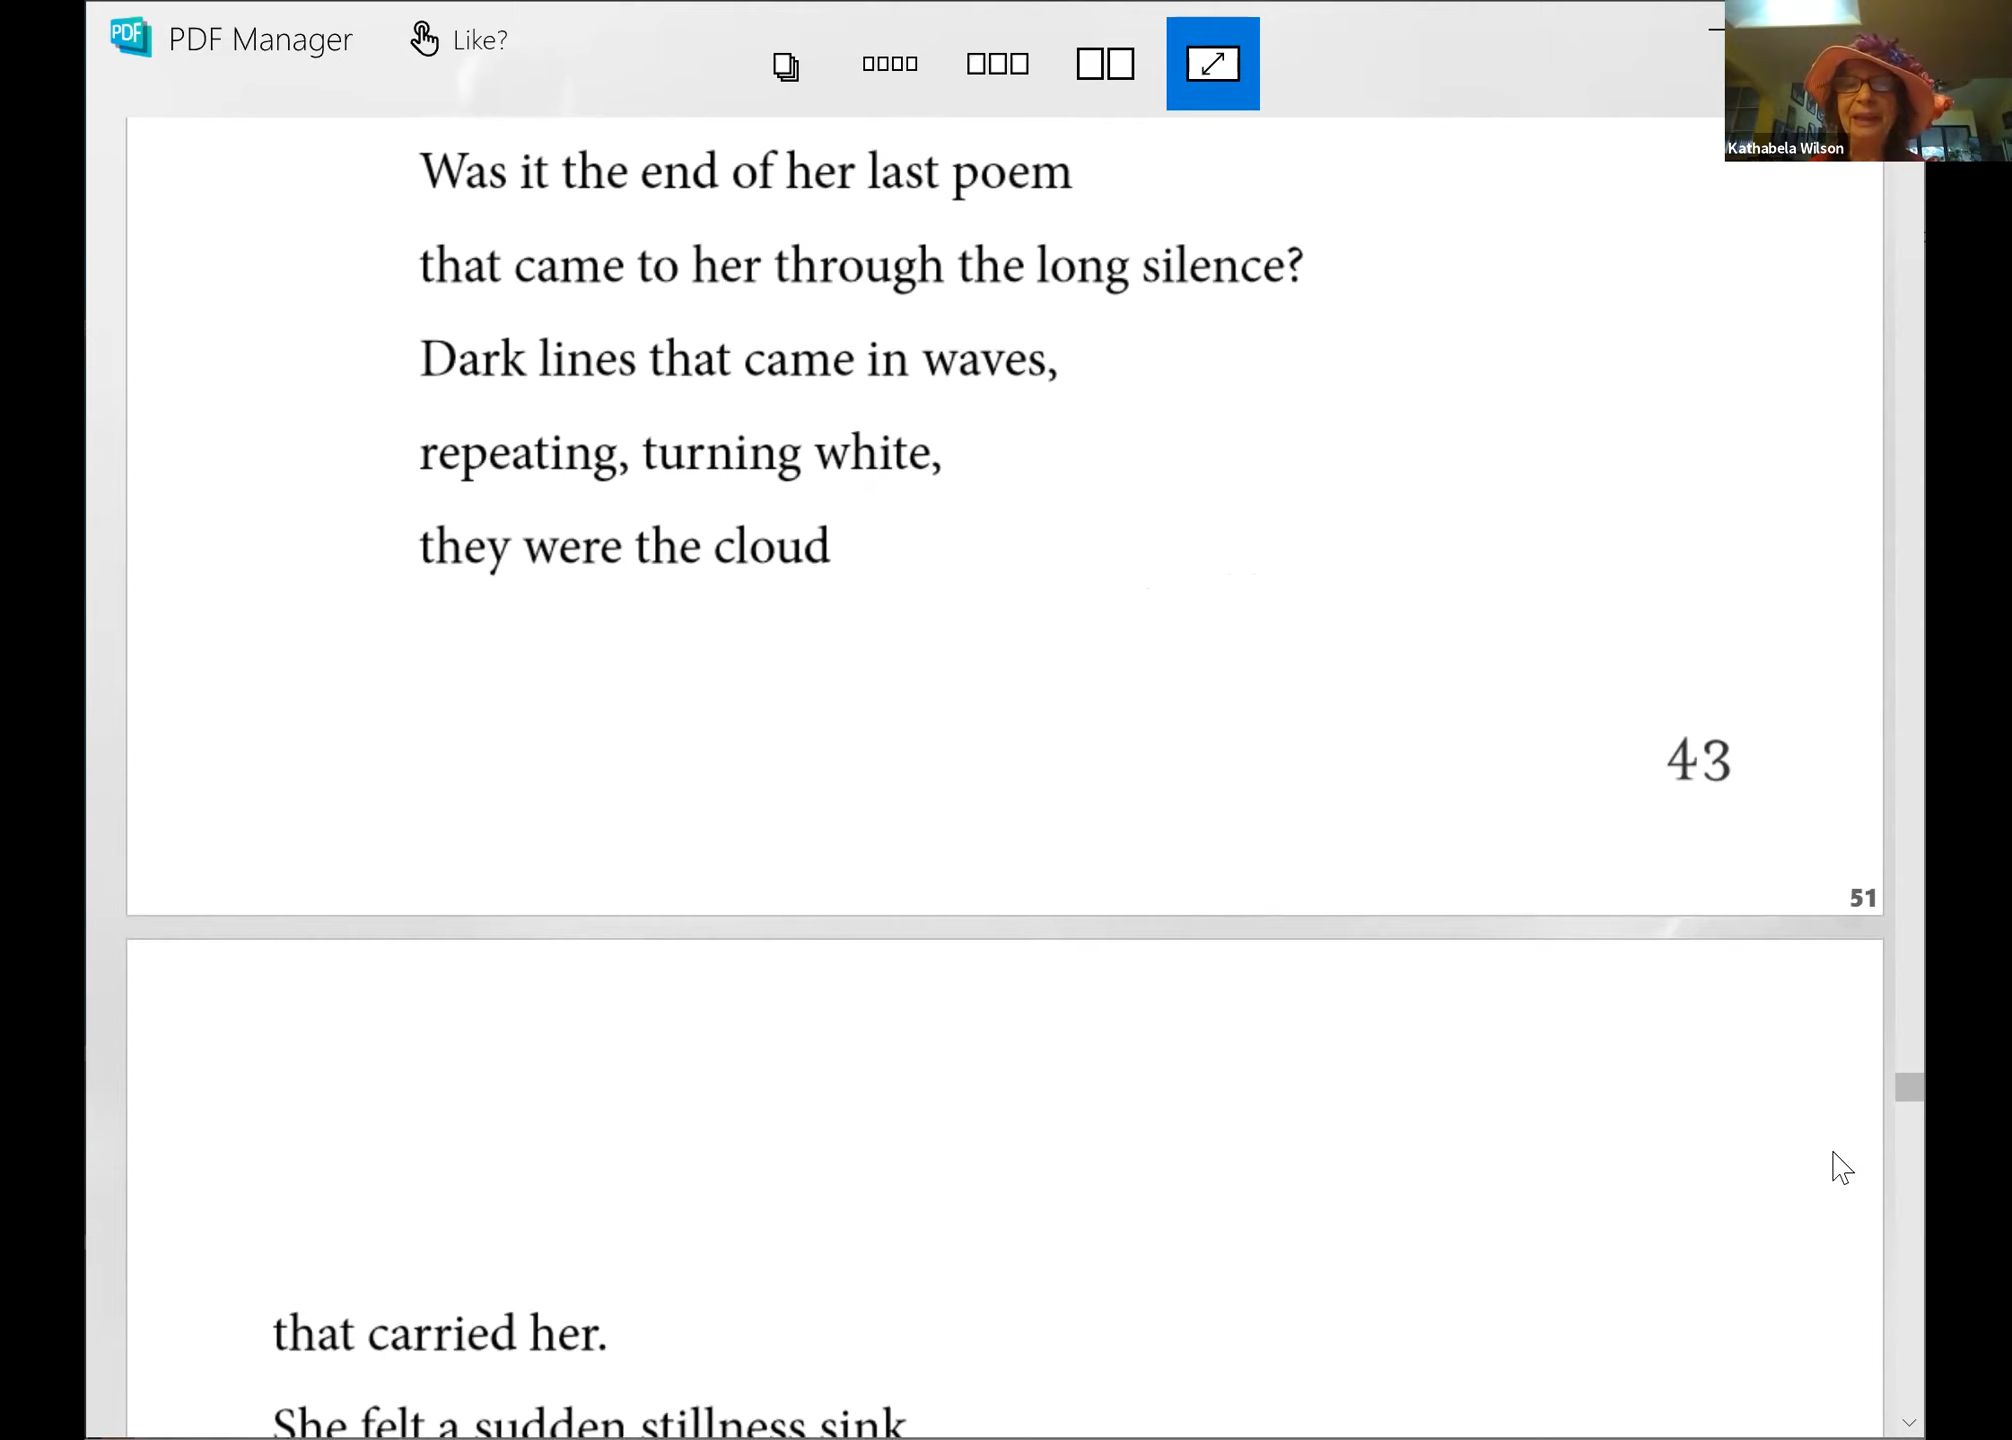 PDF Manager
Like?
Kathabela Wilson
Was it the end of her last poem
that came to her through the long silence?
Dark lines that came in waves,
repeating, turning white,
they were the cloud
43
51
that carried her.
She felt a sudden stillness sink